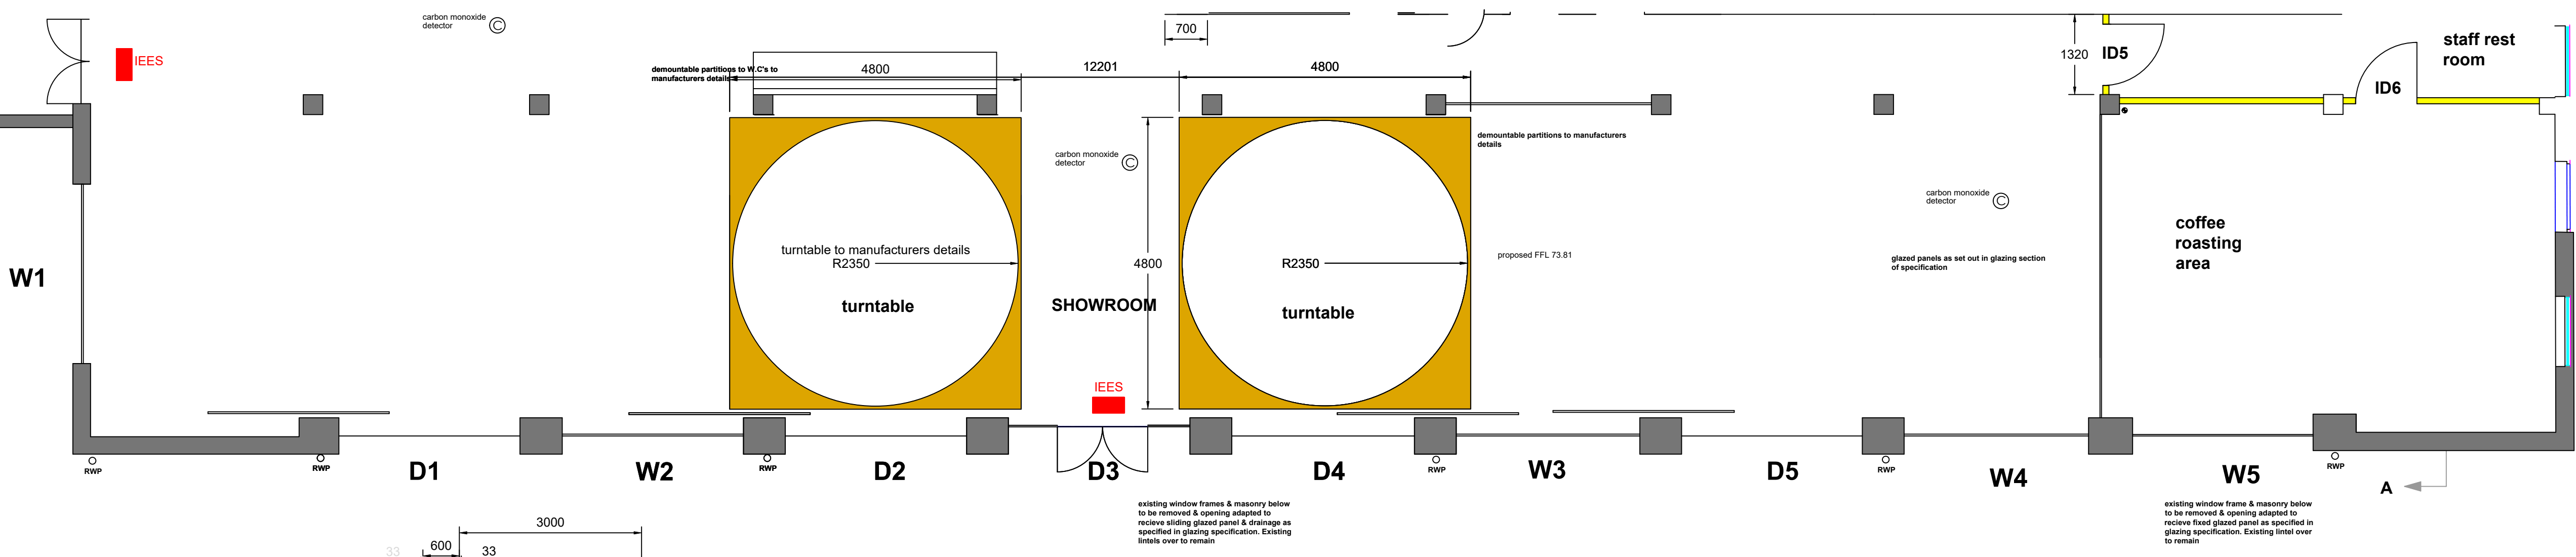 carbon monoxide
detector
700
IEES
demountable partitions to W.C's to
manufacturers details
4800
12201
4800
1320
ID5
staff rest
room
ID6
demountable partitions to manufacturers
details
carbon monoxide
detector
carbon monoxide
detector
coffee
roasting
area
turntable to manufacturers details
R2350
4800
R2350
proposed FFL 73.81
glazed panels as set out in glazing section
of specification
W1
turntable
SHOWROOM
turntable
IEES
RWP
RWP
D1
W2
RWP
D2
D3
D4
RWP
W3
D5
RWP
W4
W5
RWP
A
existing window frames & masonry below
to be removed & opening adapted to
recieve sliding glazed panel & drainage as
specified in glazing specification. Existing
lintels over to remain
existing window frame & masonry below
to be removed & opening adapted to
recieve fixed glazed panel as specified in
glazing specification. Existing lintel over
to remain
3000
33
600
33